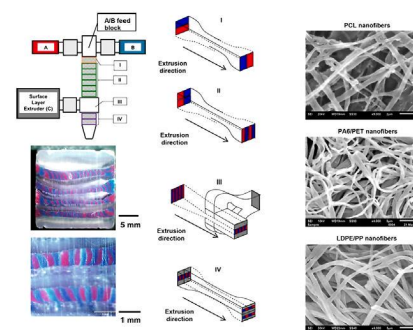 A/B feed
block
A
B
I
II
Surface
Layer
Extruder (C)
III
IV
5 mm
1 mm
I
Extrusion
direction
II
Extrusion
direction
III
Extrusion
direction
IV
Extrusion
direction
PCL nanofibers
PA6/PET nanofibers
LDPE/PP nanofibers